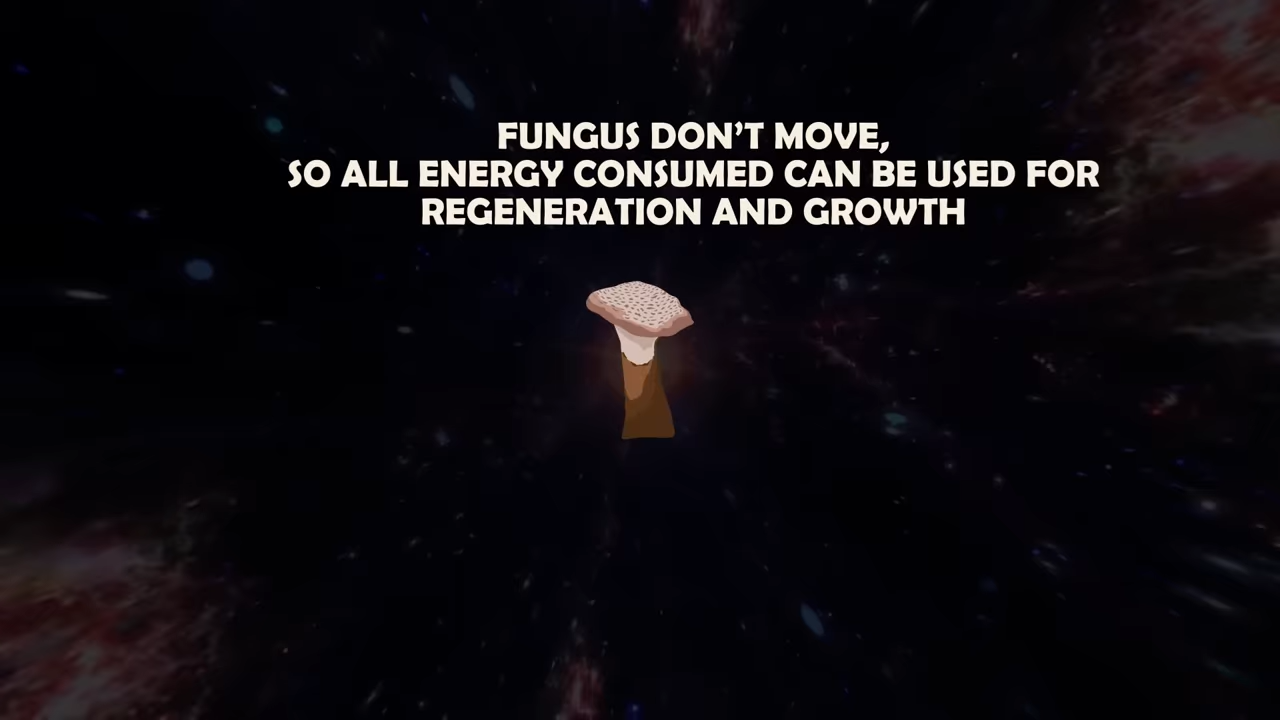 FUNGUS DON’T MOVE,
SO ALL ENERGY CONSUMED CAN BE USED FOR
REGENERATION AND GROWTH